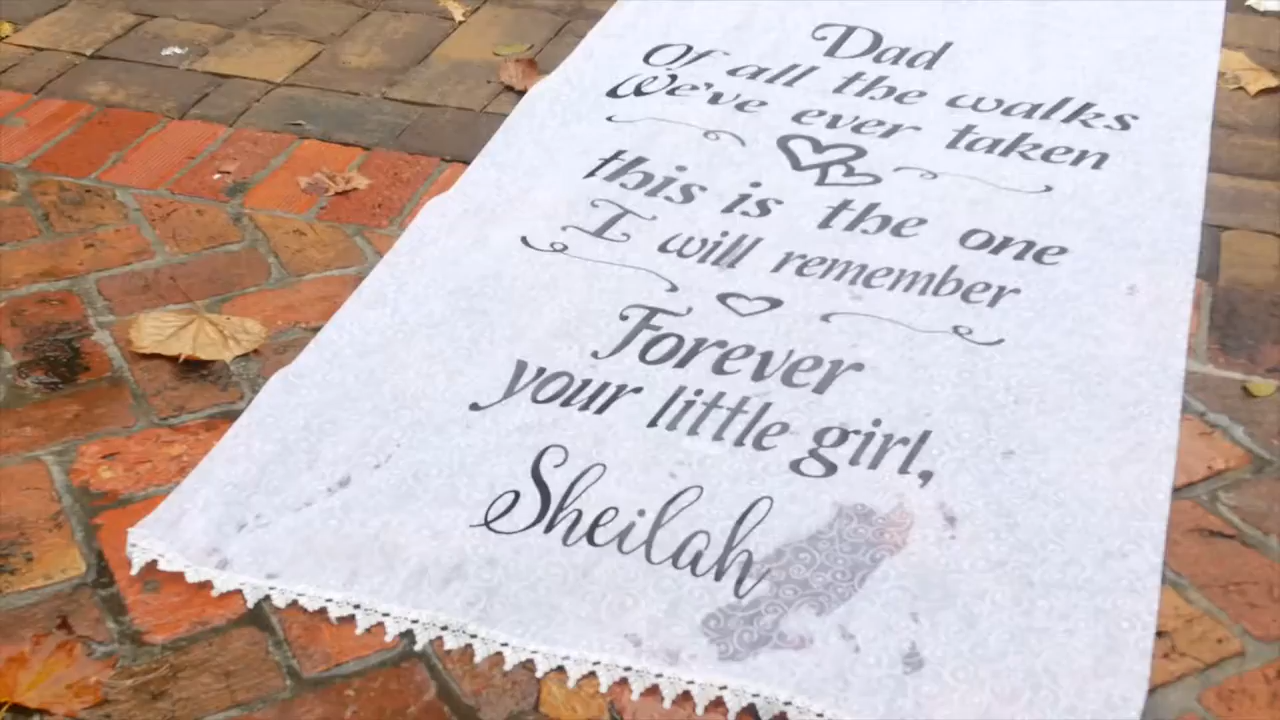 Dad
Of all the walks
We've ever taken
this is the one
I will remember
Forever
your little girl,
Sheilah